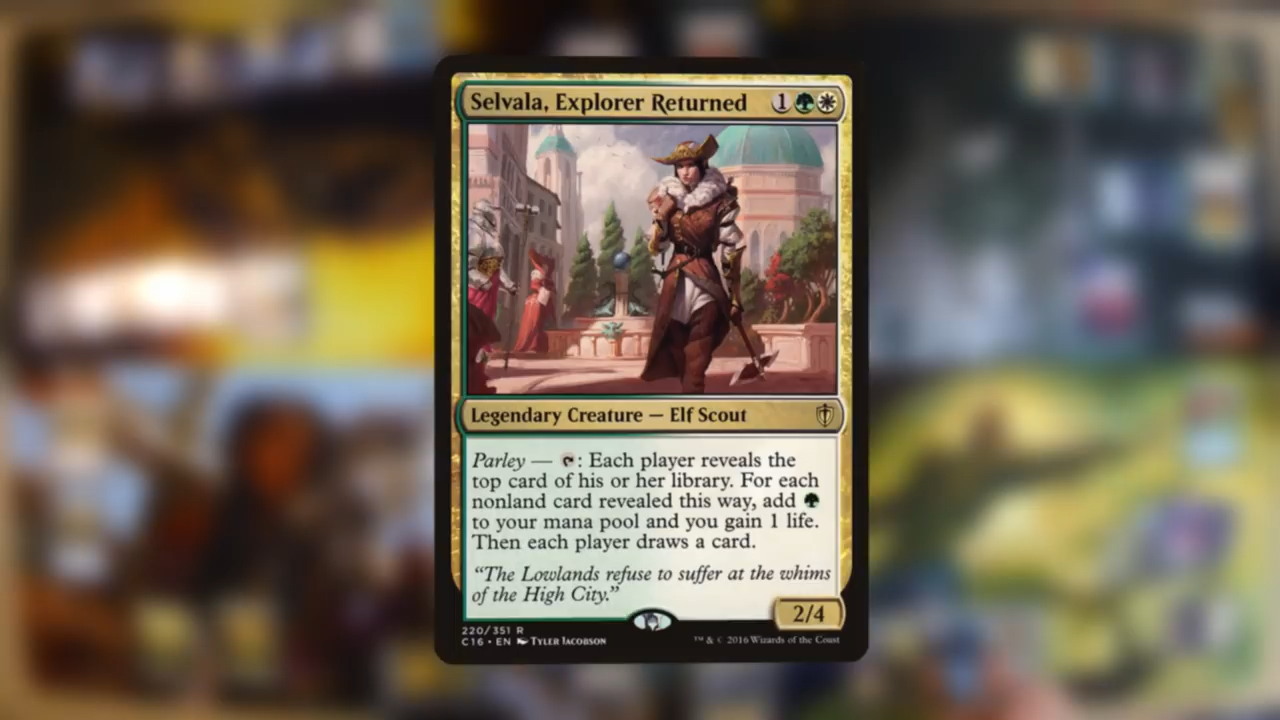 Selvala, Explorer Returned 1
Legendary Creature — Elf Scout
Parley — : Each player reveals the
top card of his or her library. For each
nonland card revealed this way, add
to your mana pool and you gain 1 life.
Then each player draws a card.
“The Lowlands refuse to suffer at the whims
of the High City.”
2/4
220/351 R
C16 • EN Tyler Jacobson
™ & © 2016 Wizards of the Coast